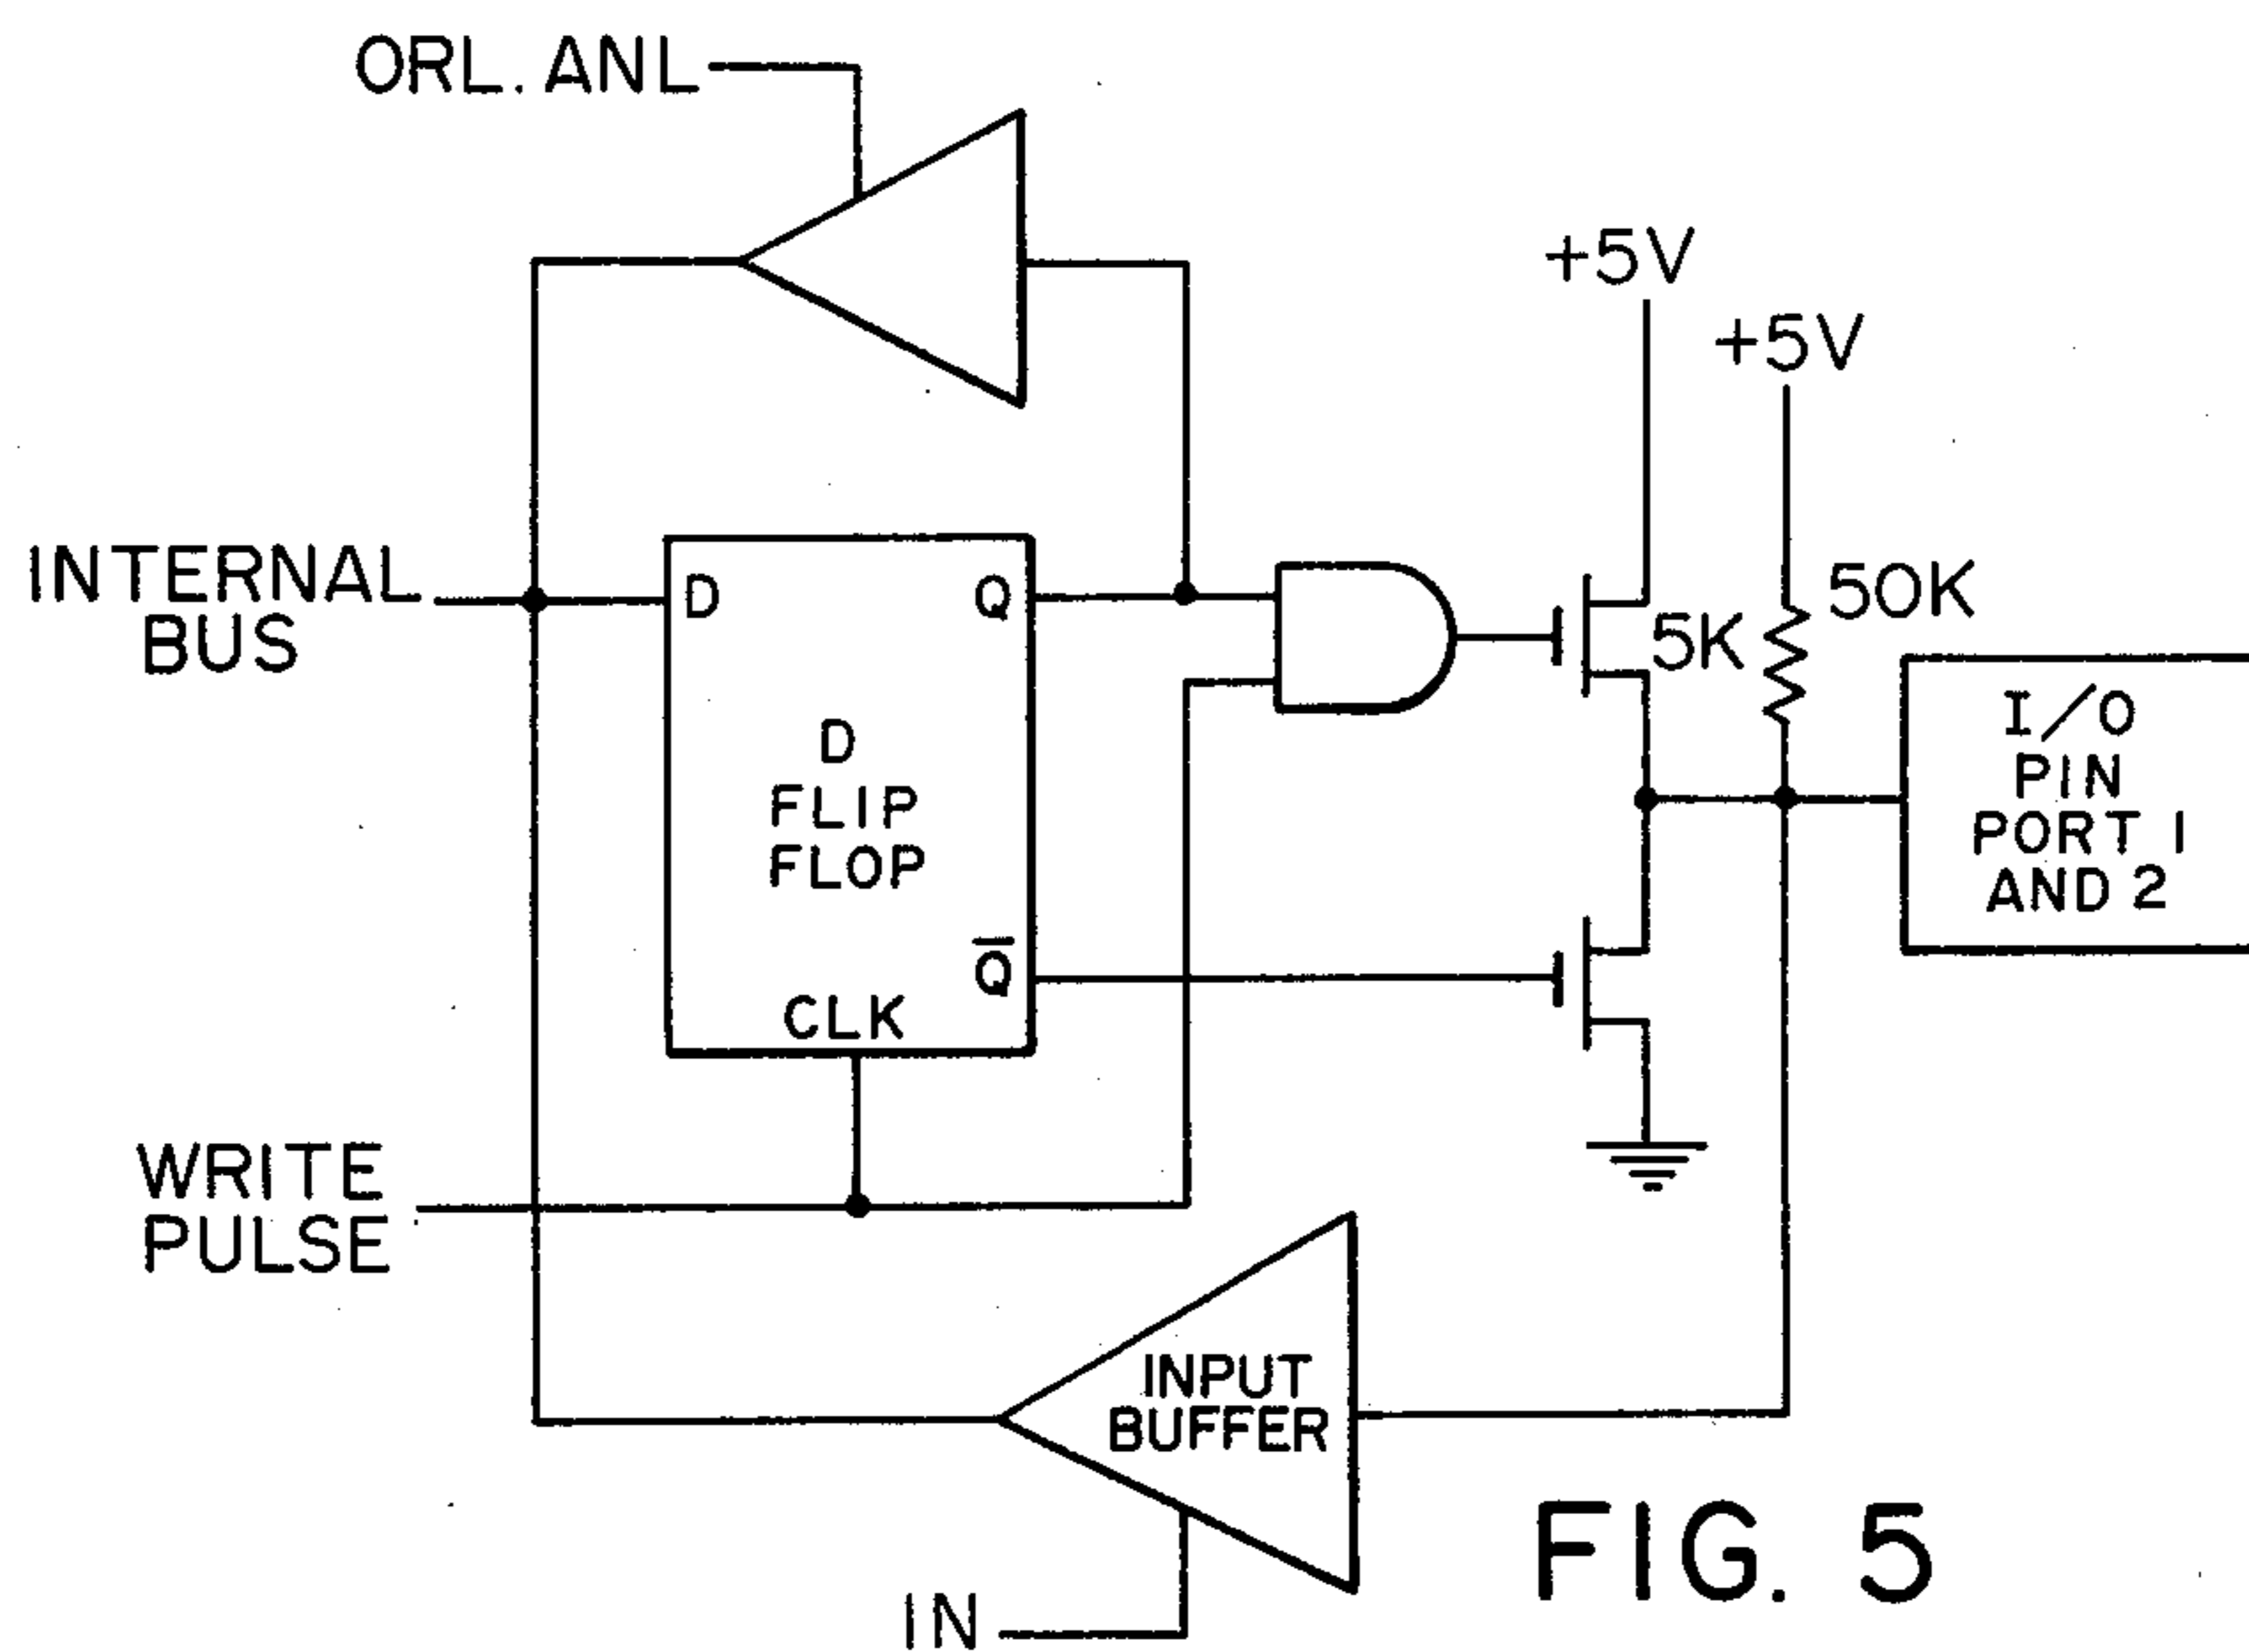 ORL. ANL
+5V
+5V
INTERNAL
BUS
D
Q
5K
50K
D
FLIP
FLOP
I/O
PIN
PORT 1
AND 2
Q̅
CLK
WRITE
PULSE
INPUT
BUFFER
IN
FIG. 5